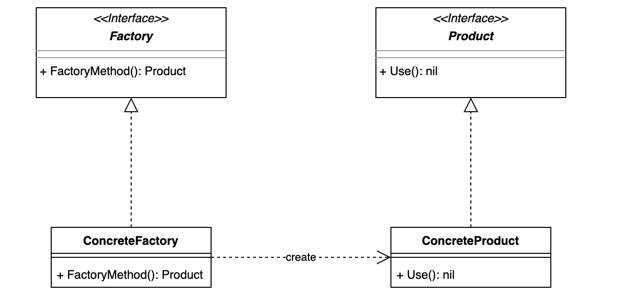 <<Interface>>
Factory
+ FactoryMethod(): Product
<<Interface>>
Product
+ Use(): nil
ConcreteFactory
+ FactoryMethod(): Product
create
ConcreteProduct
+ Use(): nil